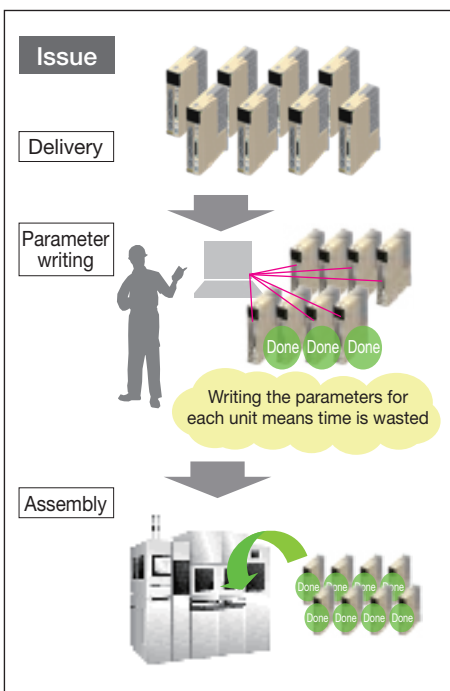 Issue
Delivery
Parameter
writing
Done Done Done
Writing the parameters for
each unit means time is wasted
Assembly
Done Done Done Done
Done Done Done Done